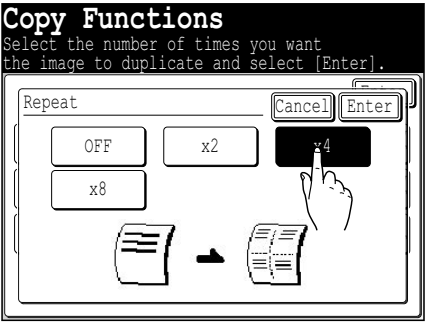 Copy Functions
Select the number of times you want
the image to duplicate and select [Enter].
Repeat
Cancel
Enter
OFF
x2
x4
x8